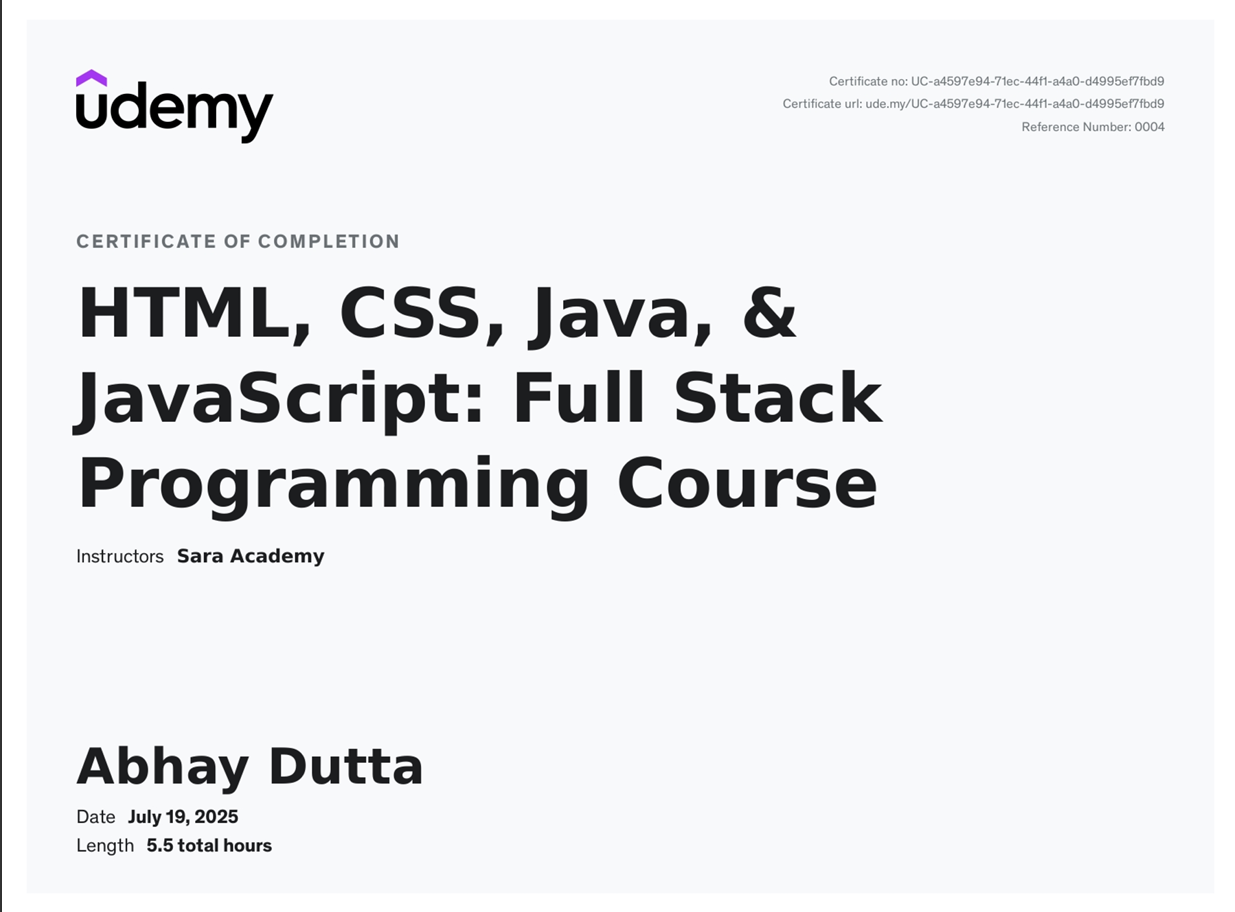 udemy
Certificate no: UC-a4597e94-71ec-44f1-a4a0-d4995ef7fbd9
Certificate url: ude.my/UC-a4597e94-71ec-44f1-a4a0-d4995ef7fbd9
Reference Number: 0004
CERTIFICATE OF COMPLETION
HTML, CSS, Java, &
JavaScript: Full Stack
Programming Course
Instructors Sara Academy
Abhay Dutta
Date July 19, 2025
Length 5.5 total hours